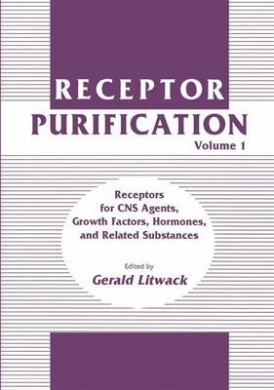 RECEPTOR
PURIFICATION
Volume 1
Receptors
for CNS Agents,
Growth Factors, Hormones,
and Related Substances
Edited by
Gerald Litwack